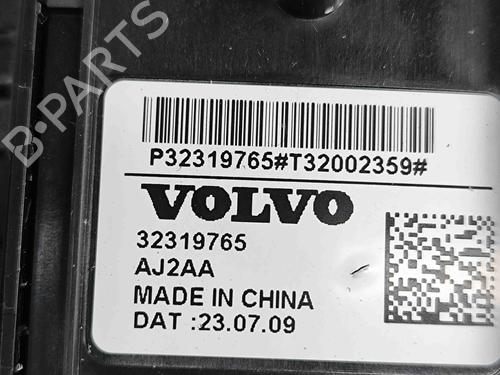 B-PARTS
P32319765#T32002359#
VOLVO
32319765
AJ2AA
MADE IN CHINA
DAT :23.07.09